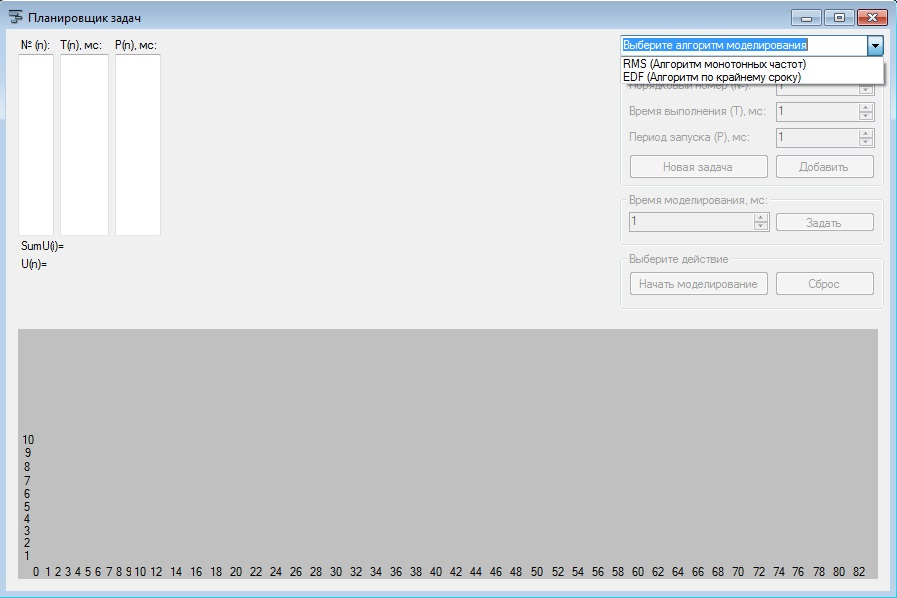 Планировщик задач
№ (n): T(n), мс: P(n), мс:
Выберите алгоритм моделирования
RMS (Алгоритм монотонных частот)
EDF (Алгоритм по крайнему сроку)
Порядковый номер (№): 1
Время выполнения (T), мс: 1
Период запуска (P), мс: 1
Новая задача Добавить
Время моделирования, мс:
1 Задать
SumU(i)=
U(n)=
Выберите действие
Начать моделирование Сброс
10
9
8
7
6
5
4
3
2
1
0 1 2 3 4 5 6 7 8 9 10 12 14 16 18 20 22 24 26 28 30 32 34 36 38 40 42 44 46 48 50 52 54 56 58 60 62 64 66 68 70 72 74 76 78 80 82